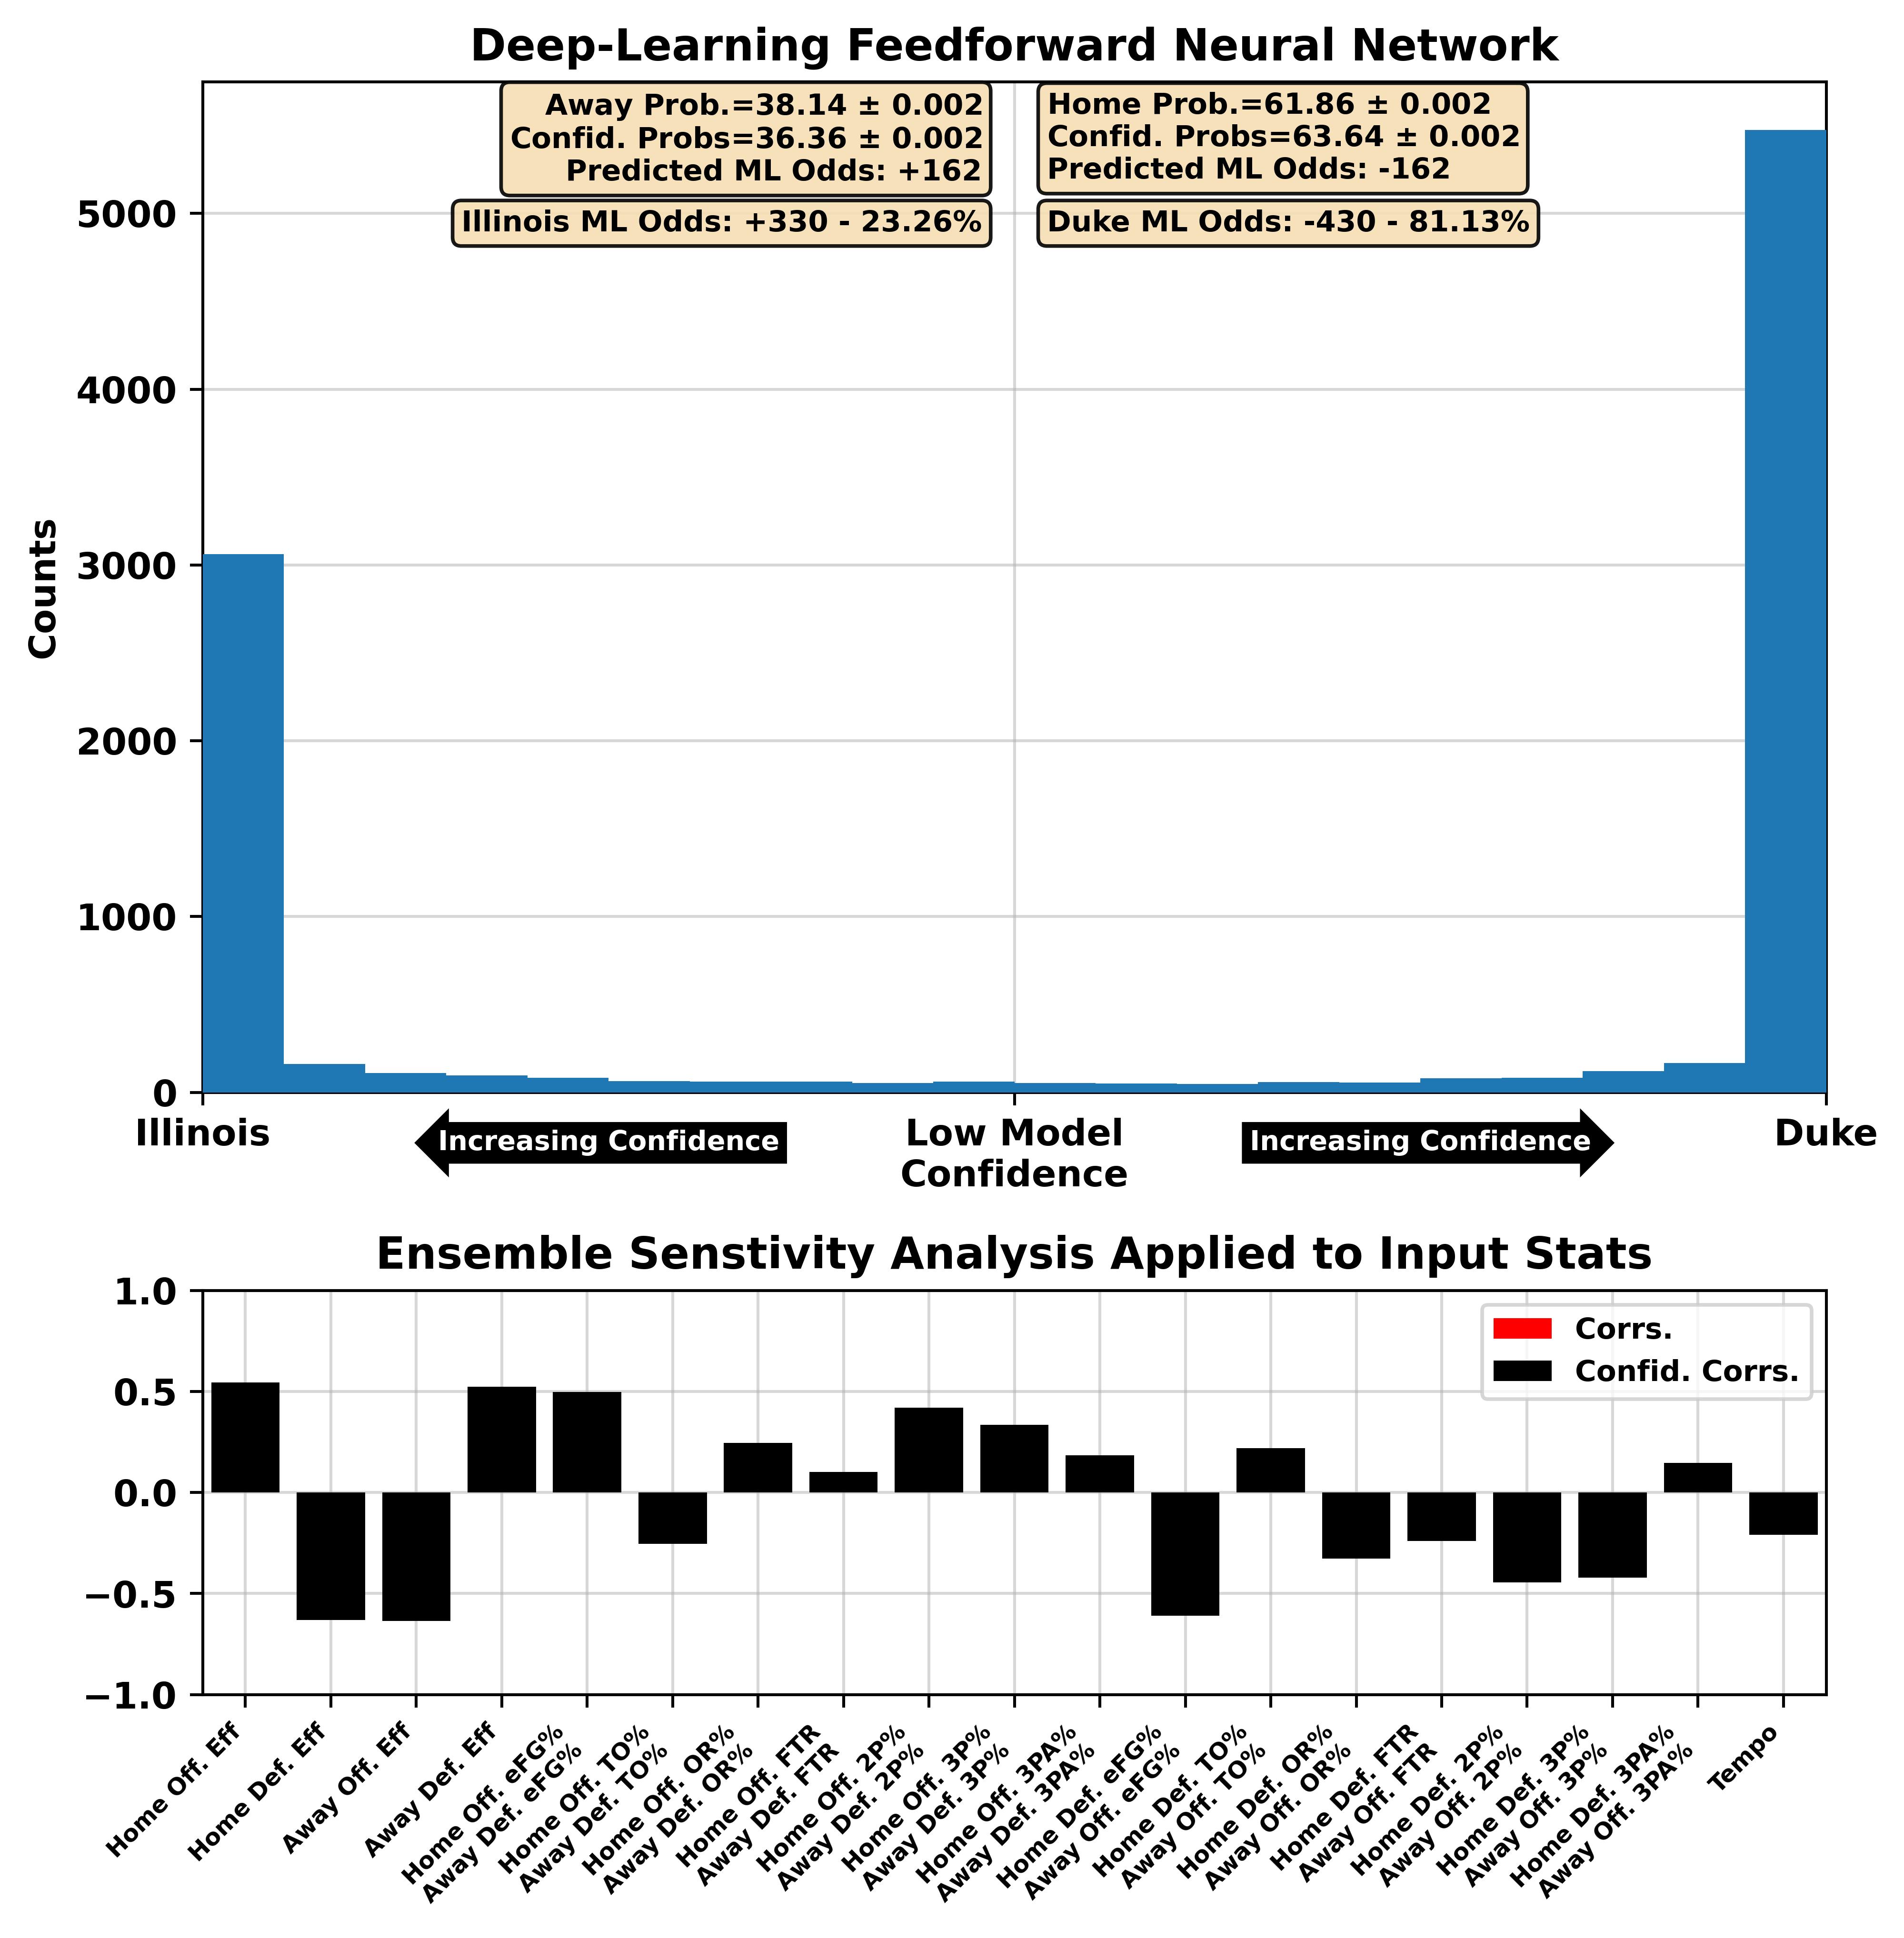 Deep-Learning Feedforward Neural Network
Away Prob.=38.14 ± 0.002
Confid. Probs=36.36 ± 0.002
Predicted ML Odds: +162
Illinois ML Odds: +330 - 23.26%
Home Prob.=61.86 ± 0.002
Confid. Probs=63.64 ± 0.002
Predicted ML Odds: -162
Duke ML Odds: -430 - 81.13%
Counts
5000
4000
3000
2000
1000
0
Illinois
Increasing Confidence
Low Model
Confidence
Increasing Confidence
Duke
Ensemble Senstivity Analysis Applied to Input Stats
1.0
0.5
0.0
−0.5
−1.0
Corrs.
Confid. Corrs.
Home Off. Eff
Home Def. Eff
Away Off. Eff
Away Def. Eff
Home Off. eFG%
Away Def. eFG%
Home Off. TO%
Away Def. TO%
Home Off. OR%
Away Def. OR%
Home Off. FTR
Away Def. FTR
Home Off. 2P%
Away Def. 2P%
Home Off. 3P%
Away Def. 3P%
Home Off. 3PA%
Away Def. 3PA%
Home Def. eFG%
Away Off. eFG%
Home Def. TO%
Away Off. TO%
Home Def. OR%
Away Off. OR%
Home Def. FTR
Away Off. FTR
Home Def. 2P%
Away Off. 2P%
Home Def. 3P%
Away Off. 3P%
Home Def. 3PA%
Away Off. 3PA%
Tempo